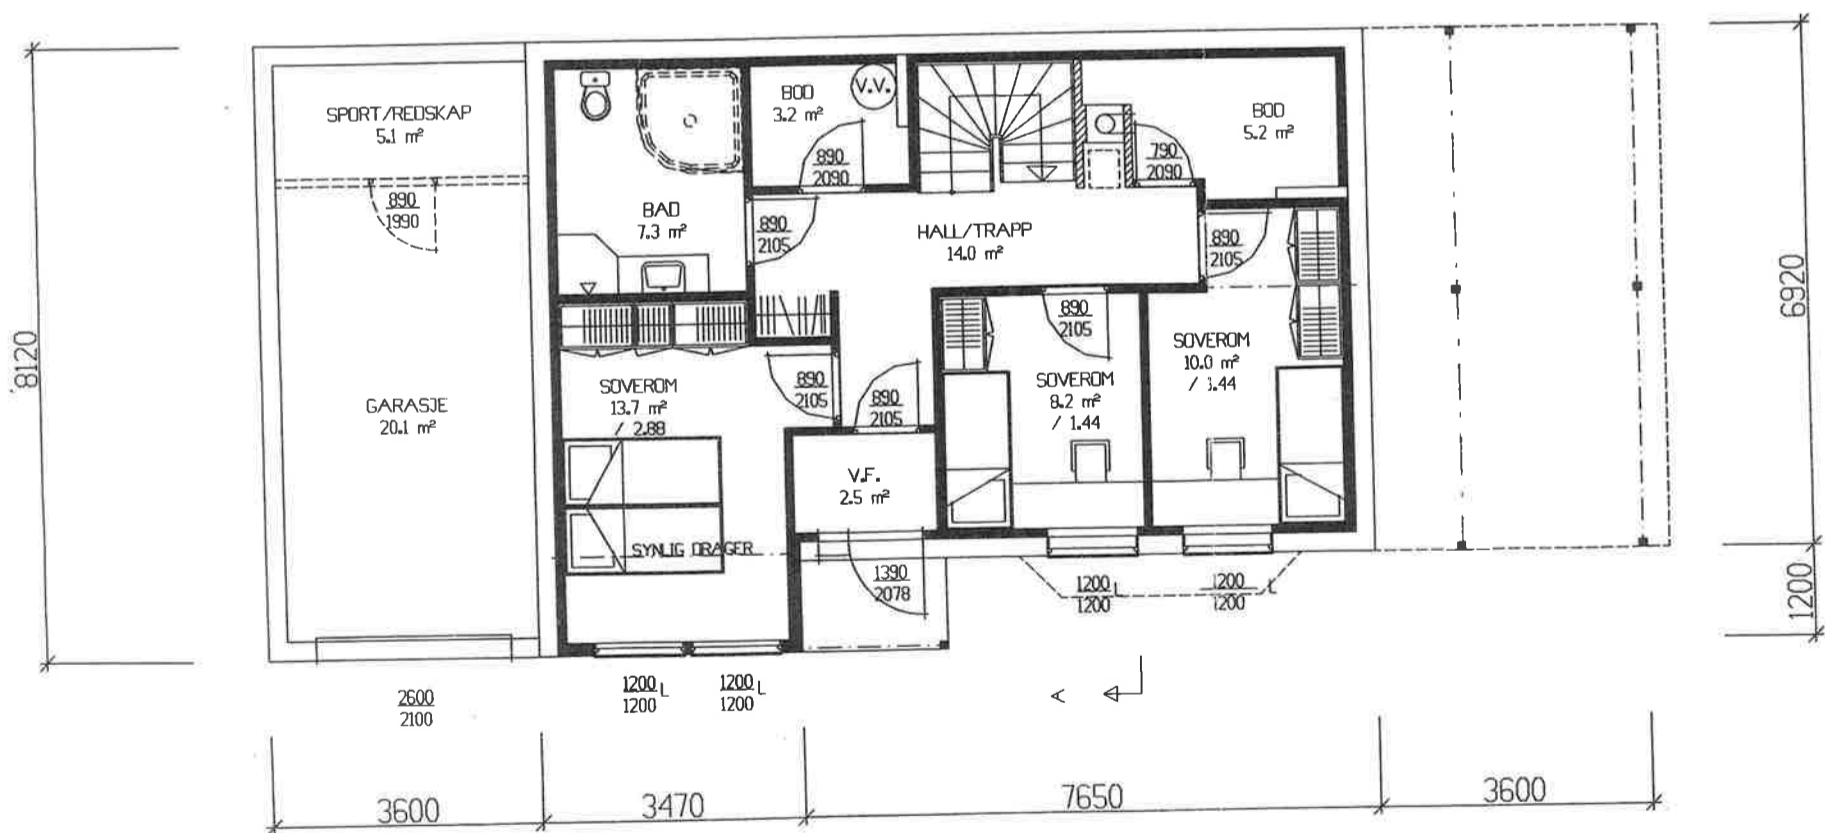 SPORT/REDSKAP
5.1 m²
890
1990
GARASJE
20.1 m²
2600
2100
BAD
7.3 m²
BOD
3.2 m²
V.V.
890
2090
890
2105
HALL/TRAPP
14.0 m²
BOD
5.2 m²
790
2090
890
2105
890
2105
SOVEROM
10.0 m²
/ 1.44
SOVEROM
8.2 m²
/ 1.44
SOVEROM
13.7 m²
/ 2.88
890
2105
890
2105
V.F.
2.5 m²
SYNLIG DRAGER
1390
2078
1200 L
1200
1200 L
1200
1200 L
1200
1200 L
1200
A
8120
6920
1200
3600
3470
7650
3600